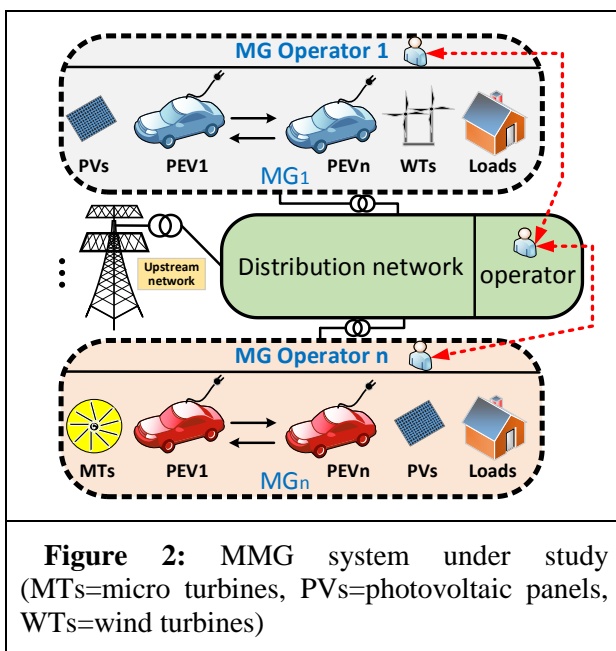 MG Operator 1
PVs PEV1 PEVn WTs Loads
MG1
Upstream
network
Distribution network
operator
MG Operator n
MTs PEV1 PEVn PVs Loads
MGn
Figure 2: MMG system under study
(MTs=micro turbines, PVs=photovoltaic panels,
WTs=wind turbines)